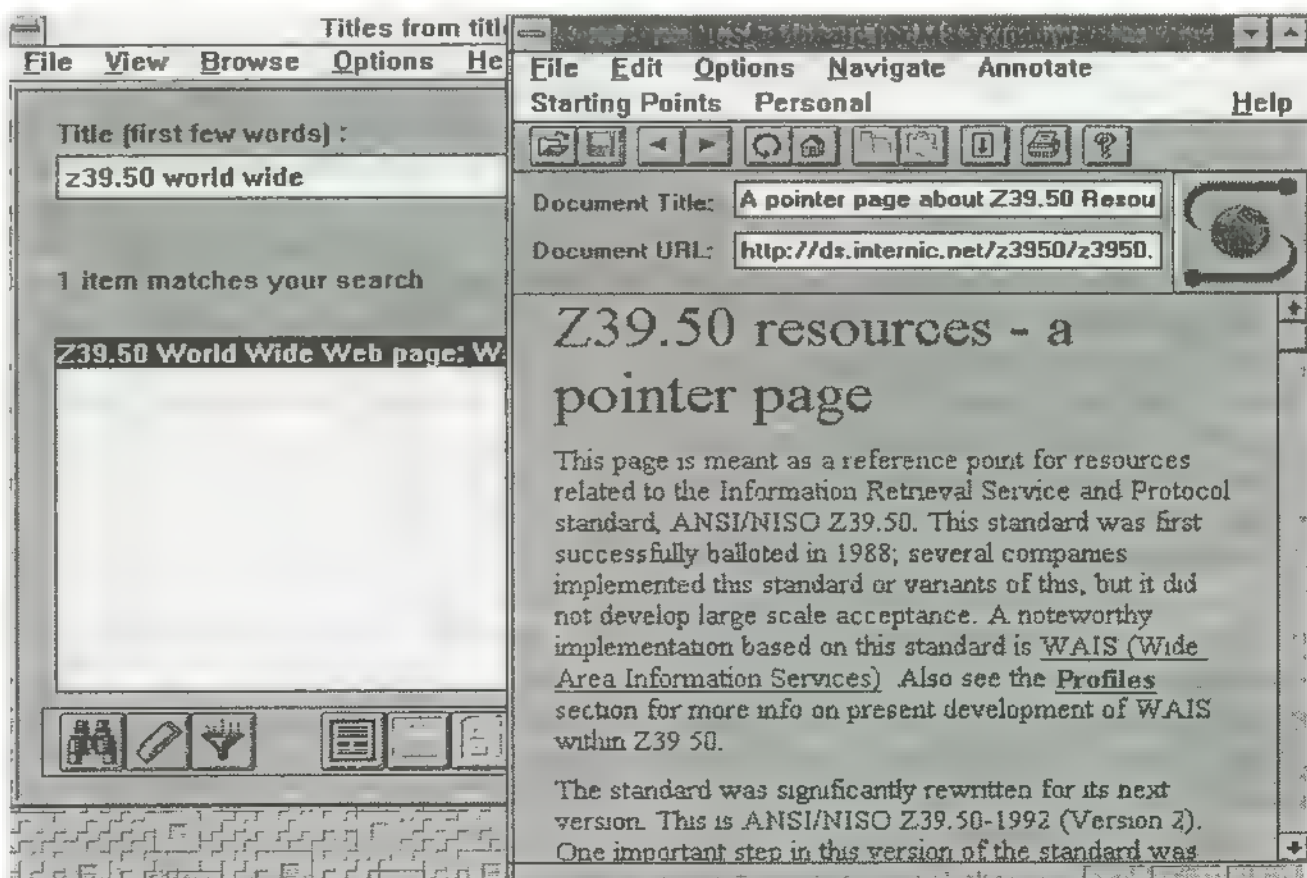 Titles from titl
File View Browse Options He
Title (first few words) :
z39.50 world wide
1 item matches your search
Z39.50 World Wide Web page: W
File Edit Options Navigate Annotate
Starting Points Personal Help
Document Title: A pointer page about Z39.50 Resou
Document URL: http://ds.internic.net/z3950/z3950.
Z39.50 resources - a
pointer page
This page is meant as a reference point for resources
related to the Information Retrieval Service and Protocol
standard, ANSI/NISO Z39.50. This standard was first
successfully balloted in 1988; several companies
implemented this standard or variants of this, but it did
not develop large scale acceptance. A noteworthy
implementation based on this standard is WAIS (Wide
Area Information Services) Also see the Profiles
section for more info on present development of WAIS
within Z39 50.
The standard was significantly rewritten for its next
version. This is ANSI/NISO Z39.50-1992 (Version 2).
One important step in this version of the standard was